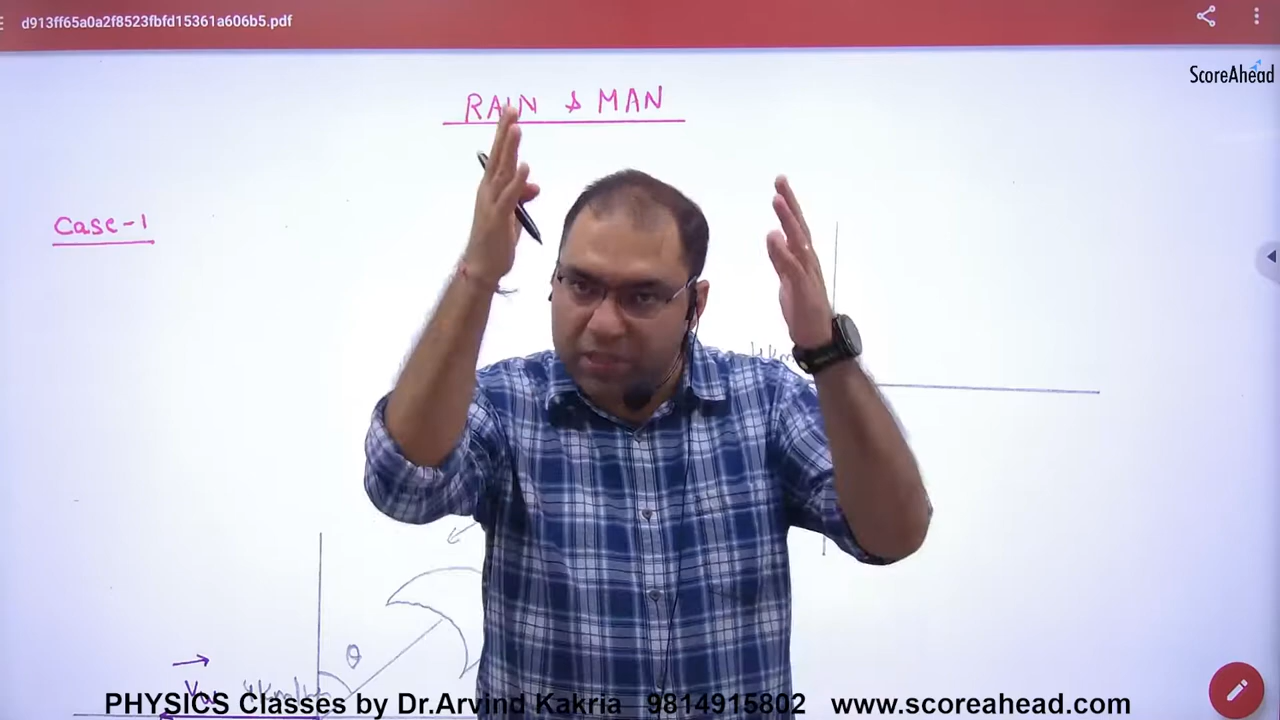 d913ff65a0a2f8523fbfd15361a606b5.pdf
ScoreAhead
RAIN & MAN
Case-1
θ
PHYSICS Classes by Dr.Arvind Kakria 9814915802 www.scoreahead.com